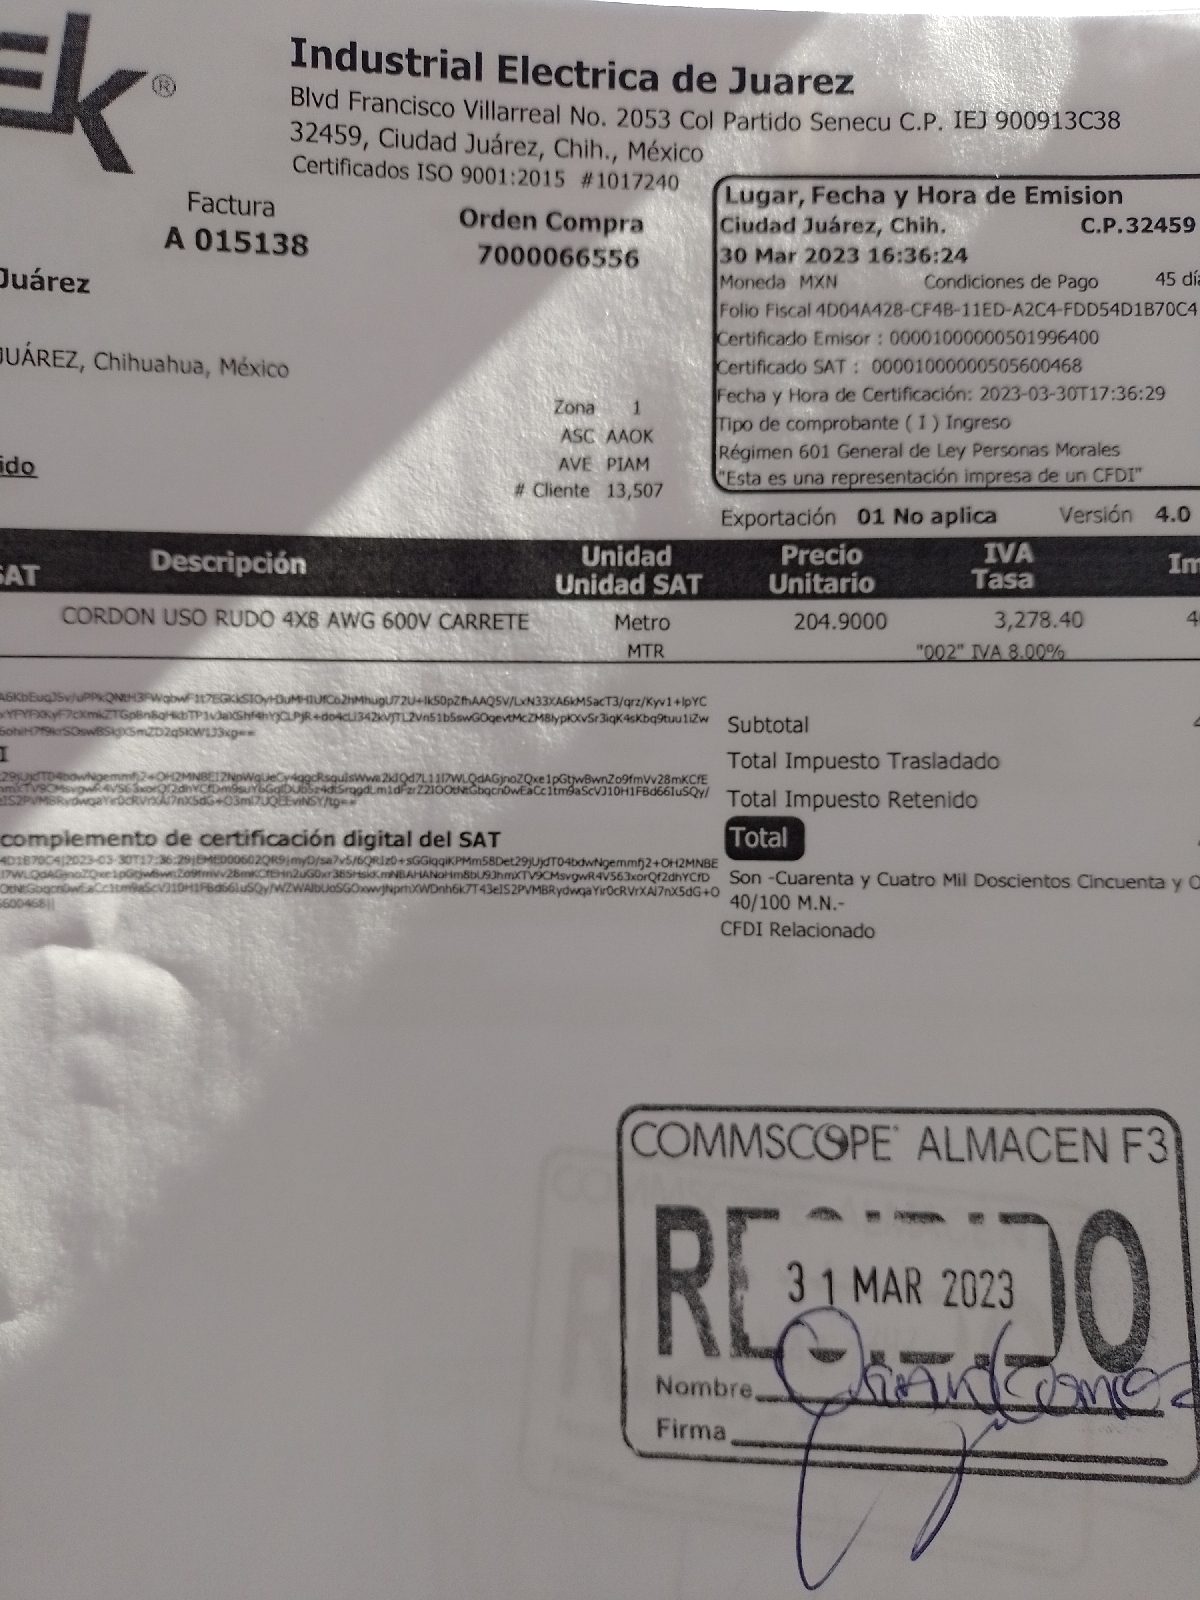 Ek®
Industrial Electrica de Juarez
Blvd Francisco Villarreal No. 2053 Col Partido Senecu C.P. IEJ 900913C38
32459, Ciudad Juárez, Chih., México
Certificados ISO 9001:2015 #1017240
Factura
A 015138
Orden Compra
7000066556
Juárez
JUÁREZ, Chihuahua, México
ido
Zona 1
ASC AAOK
AVE PIAM
# Cliente 13,507
Lugar, Fecha y Hora de Emision
Ciudad Juárez, Chih. C.P.32459
30 Mar 2023 16:36:24
Moneda MXN Condiciones de Pago 45 día
Folio Fiscal 4D04A428-CF4B-11ED-A2C4-FDD54D1B70C4
Certificado Emisor : 00001000000501996400
Certificado SAT : 00001000000505600468
Fecha y Hora de Certificación: 2023-03-30T17:36:29
Tipo de comprobante ( I ) Ingreso
Régimen 601 General de Ley Personas Morales
"Esta es una representación impresa de un CFDI"
Exportación 01 No aplica Versión 4.0
SAT Descripción Unidad Unidad SAT Precio Unitario IVA Tasa Im
CORDON USO RUDO 4X8 AWG 600V CARRETE Metro 204.9000 3,278.40 4
MTR "002" IVA 8.00%
Subtotal 4
Total Impuesto Trasladado
Total Impuesto Retenido
Total
complemento de certificación digital del SAT
Son -Cuarenta y Cuatro Mil Doscientos Cincuenta y O
40/100 M.N.-
CFDI Relacionado
COMMSCOPE ALMACEN F3
RECIBIDO
31 MAR 2023
Nombre
Firma